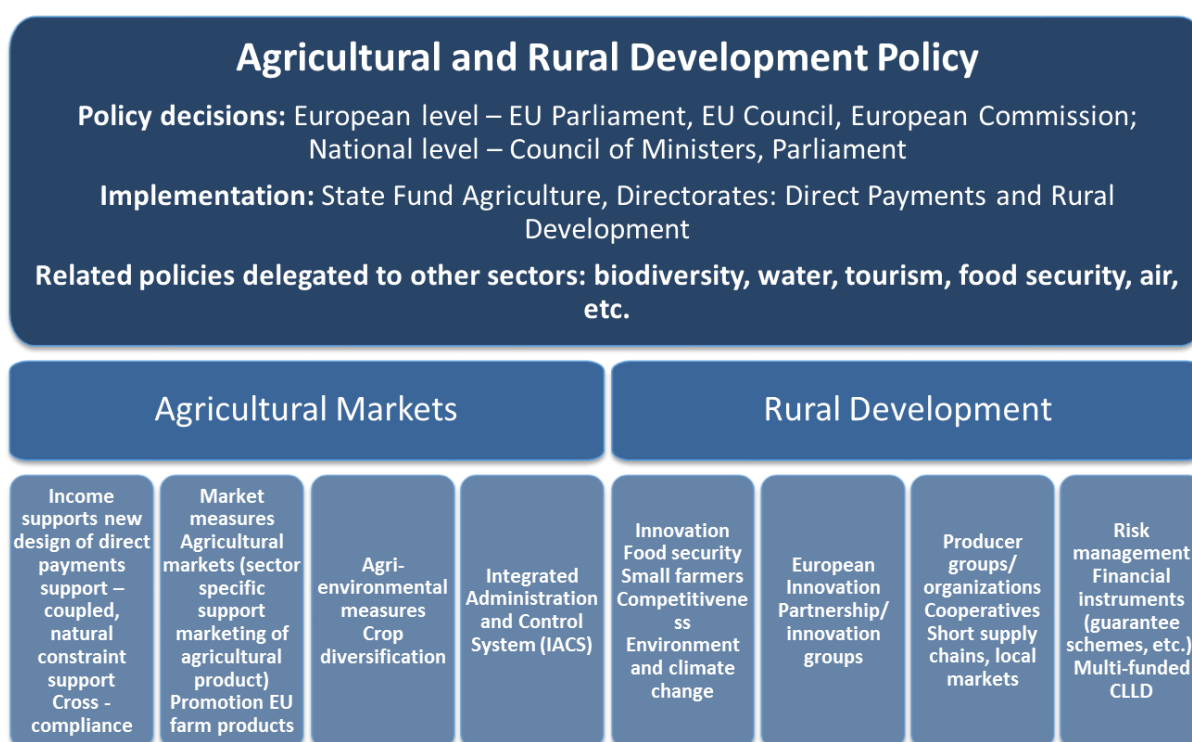 Agricultural and Rural Development Policy
Policy decisions: European level – EU Parliament, EU Council, European Commission;
National level – Council of Ministers, Parliament
Implementation: State Fund Agriculture, Directorates: Direct Payments and Rural
Development
Related policies delegated to other sectors: biodiversity, water, tourism, food security, air,
etc.
Agricultural Markets
Rural Development
Income
supports new
design of direct
payments
support –
coupled,
natural
constraint
support
Cross -
compliance
Market
measures
Agricultural
markets (sector
specific
support
marketing of
agricultural
product)
Promotion EU
farm products
Agri-
environmental
measures
Crop
diversification
Integrated
Administration
and Control
System (IACS)
Innovation
Food security
Small farmers
Competitivene
ss
Environment
and climate
change
European
Innovation
Partnership/
innovation
groups
Producer
groups/
organizations
Cooperatives
Short supply
chains, local
markets
Risk
management
Financial
instruments
(guarantee
schemes, etc.)
Multi-funded
CLLD